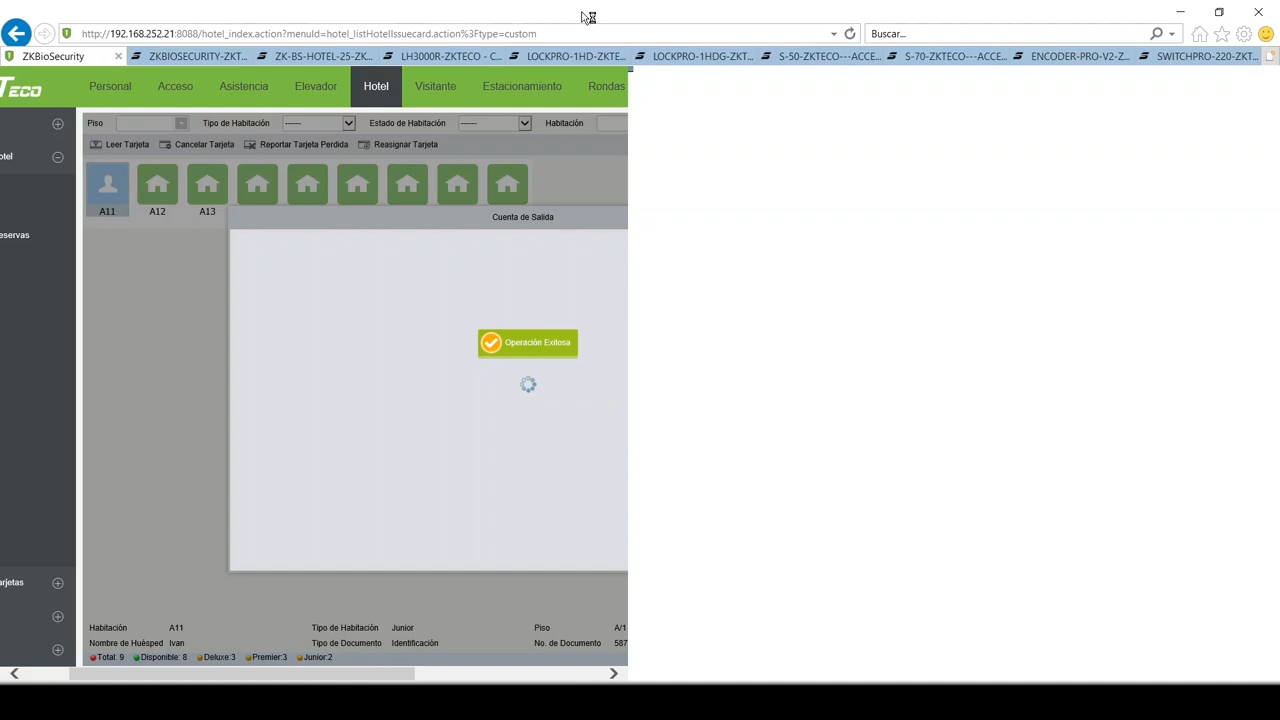 http://192.168.252.21:8088/hotel_index.action?menuId=hotel_listHotelIssuecard.action%3Ftype=custom
Buscar...
ZKBioSecurity
ZKBIOSECURITY-ZKT...
ZK-BS-HOTEL-25-ZK...
LH3000R-ZKTECO - C...
LOCKPRO-1HD-ZKTE...
LOCKPRO-1HDG-ZKT...
S-50-ZKTECO---ACCE...
S-70-ZKTECO---ACCE...
ENCODER-PRO-V2-Z...
SWITCHPRO-220-ZKT...
Teco
Personal
Acceso
Asistencia
Elevador
Hotel
Visitante
Estacionamiento
Rondas
Piso
Tipo de Habitación
------
Estado de Habitación
------
Habitación
Leer Tarjeta
Cancelar Tarjeta
Reportar Tarjeta Perdida
Reasignar Tarjeta
otel
A11
A12
A13
Cuenta de Salida
eservas
Operación Exitosa
arjetas
Habitación
A11
Tipo de Habitación
Junior
Piso
A/1
Nombre de Huésped
Ivan
Tipo de Documento
Identificación
No. de Documento
587
Total: 9
Disponible: 8
Deluxe:3
Premier:3
Junior:2